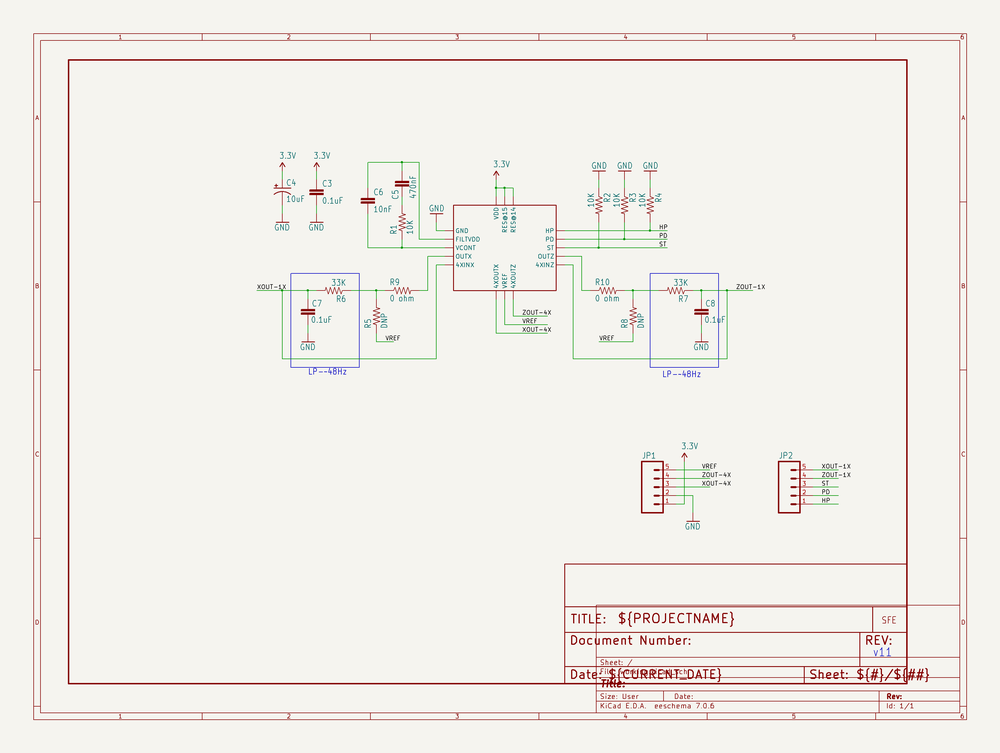 1 2 3 4 5 6
A A
B B
C C
D D
3.3V 3.3V 3.3V
C4 10uF GND
C3 0.1uF GND
C6 10nF
C5 470nF
R1 10K
GND
GND GND GND
10K R2
10K R3
10K R4
VDD RES@15 RES@14
GND HP HP
FILTVDD PD PD
VCONT ST ST
OUTX OUTZ
4XINX 4XINZ
4XOUTX VREF 4XOUTZ
XOUT-1X
33K R6
R9 0 ohm
C7 0.1uF GND
R5 DNP VREF
LP--48Hz
ZOUT-4X
VREF
XOUT-4X
R10 0 ohm
33K R7
ZOUT-1X
R8 DNP VREF
C8 0.1uF GND
LP--48Hz
3.3V
JP1 JP2
5 VREF 5 XOUT-1X
4 ZOUT-4X 4 ZOUT-1X
3 XOUT-4X 3 ST
2 2 PD
1 1 HP
GND
TITLE: ${PROJECTNAME} SFE
Document Number: REV:
v11
Sheet: /
Date: ${CURRENT_DATE} Sheet: ${#}/${##}
Title:
Size: User Date: Rev:
KiCad E.D.A. eeschema 7.0.6 Id: 1/1
1 2 3 4 5 6